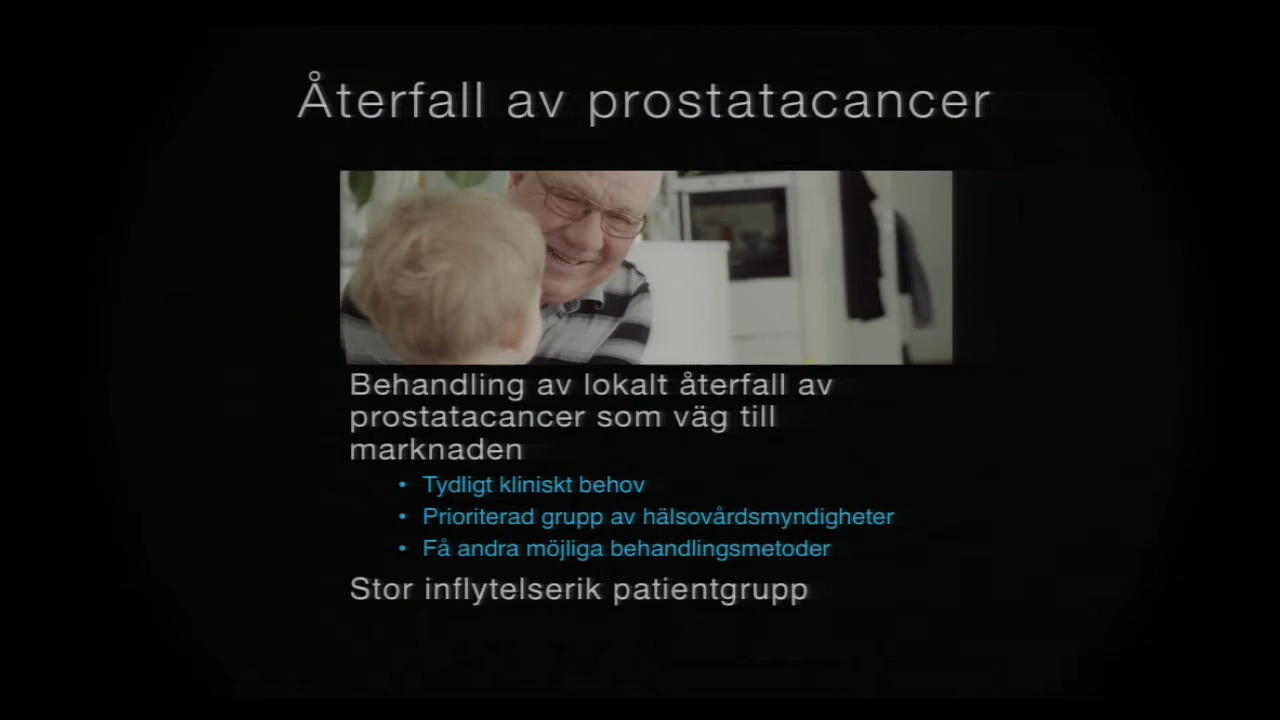 Återfall av prostatacancer
Behandling av lokalt återfall av
prostatacancer som väg till
marknaden
• Tydligt kliniskt behov
• Prioriterad grupp av hälsovårdsmyndigheter
• Få andra möjliga behandlingsmetoder
Stor inflytelserik patientgrupp